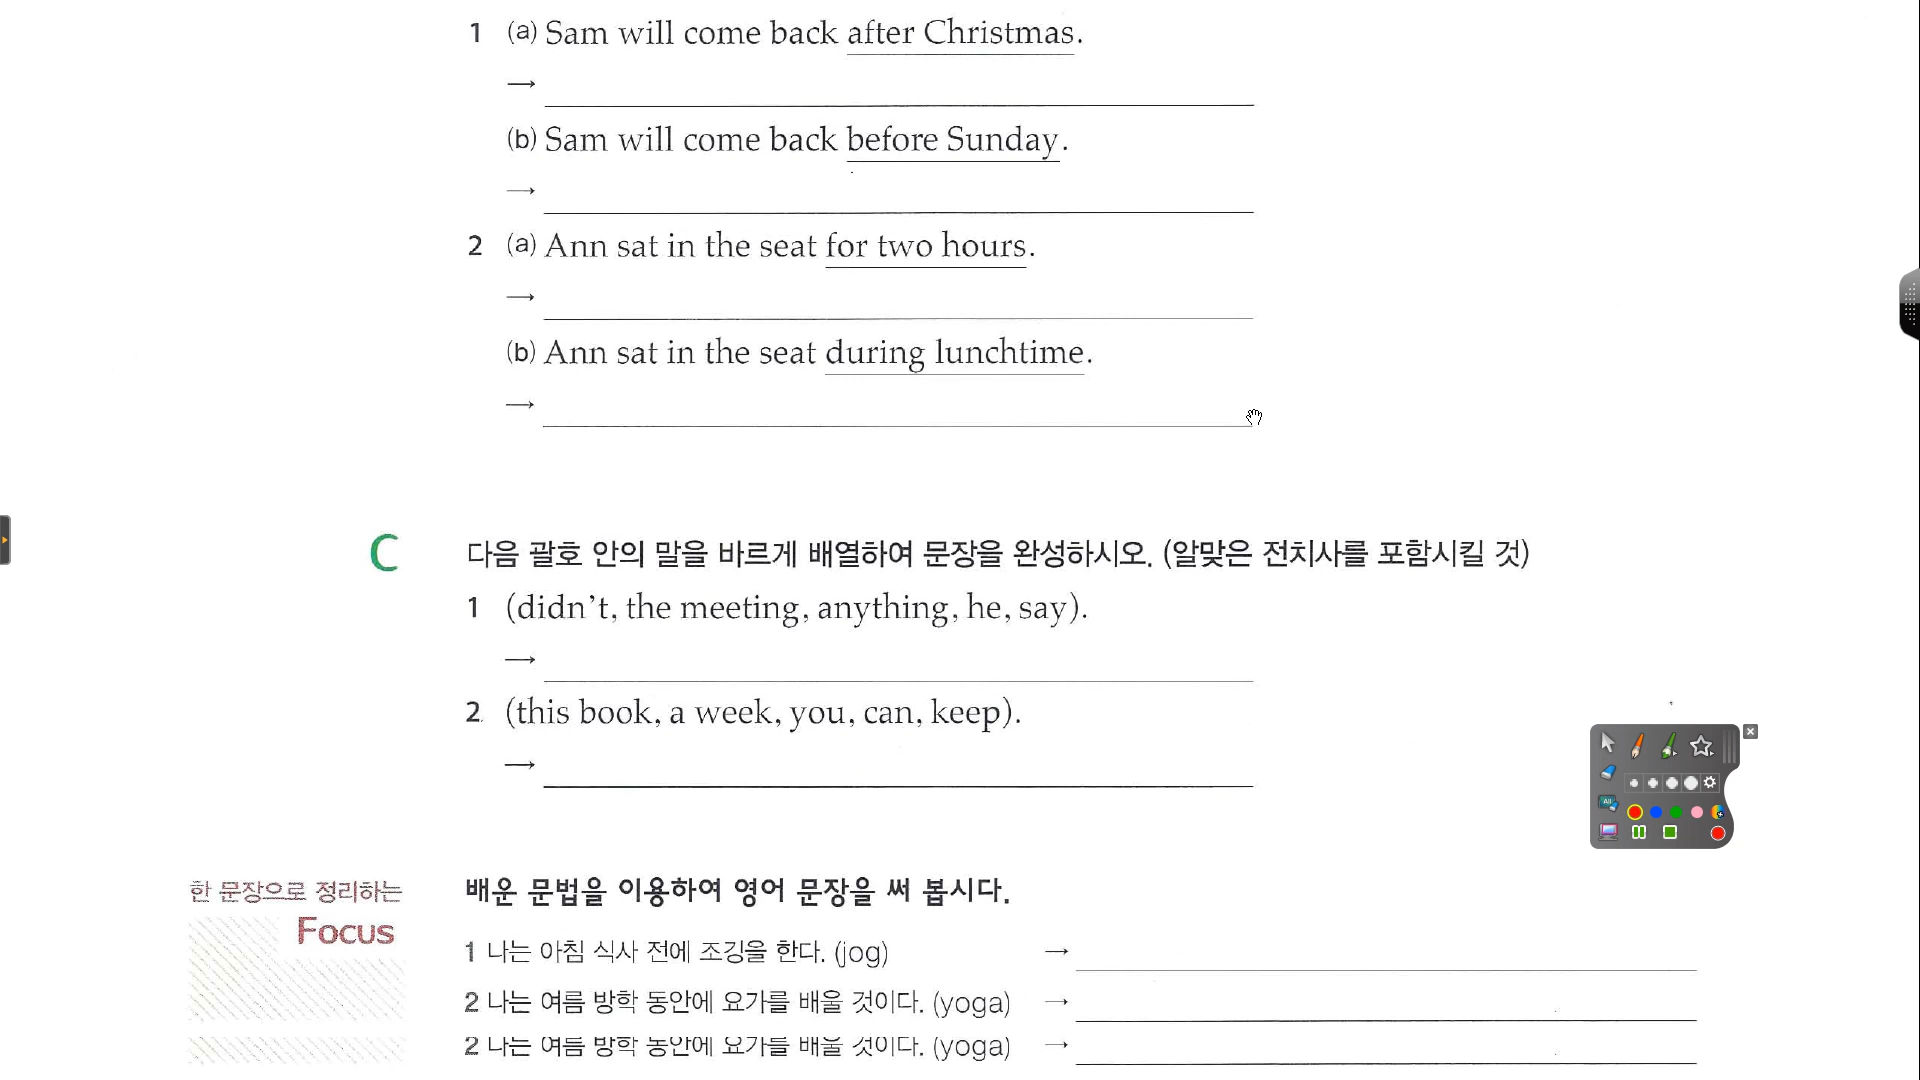 1 (a) Sam will come back after Christmas.
→
(b) Sam will come back before Sunday.
→
2 (a) Ann sat in the seat for two hours.
→
(b) Ann sat in the seat during lunchtime.
→
C 다음 괄호 안의 말을 바르게 배열하여 문장을 완성하시오. (알맞은 전치사를 포함시킬 것)
1 (didn't, the meeting, anything, he, say).
→
2 (this book, a week, you, can, keep).
→
한 문장으로 정리하는
Focus
배운 문법을 이용하여 영어 문장을 써 봅시다.
1 나는 아침 식사 전에 조깅을 한다. (jog) →
2 나는 여름 방학 동안에 요가를 배울 것이다. (yoga) →
2 나는 여름 방학 동안에 요가를 배울 것이다. (yoga) →
All